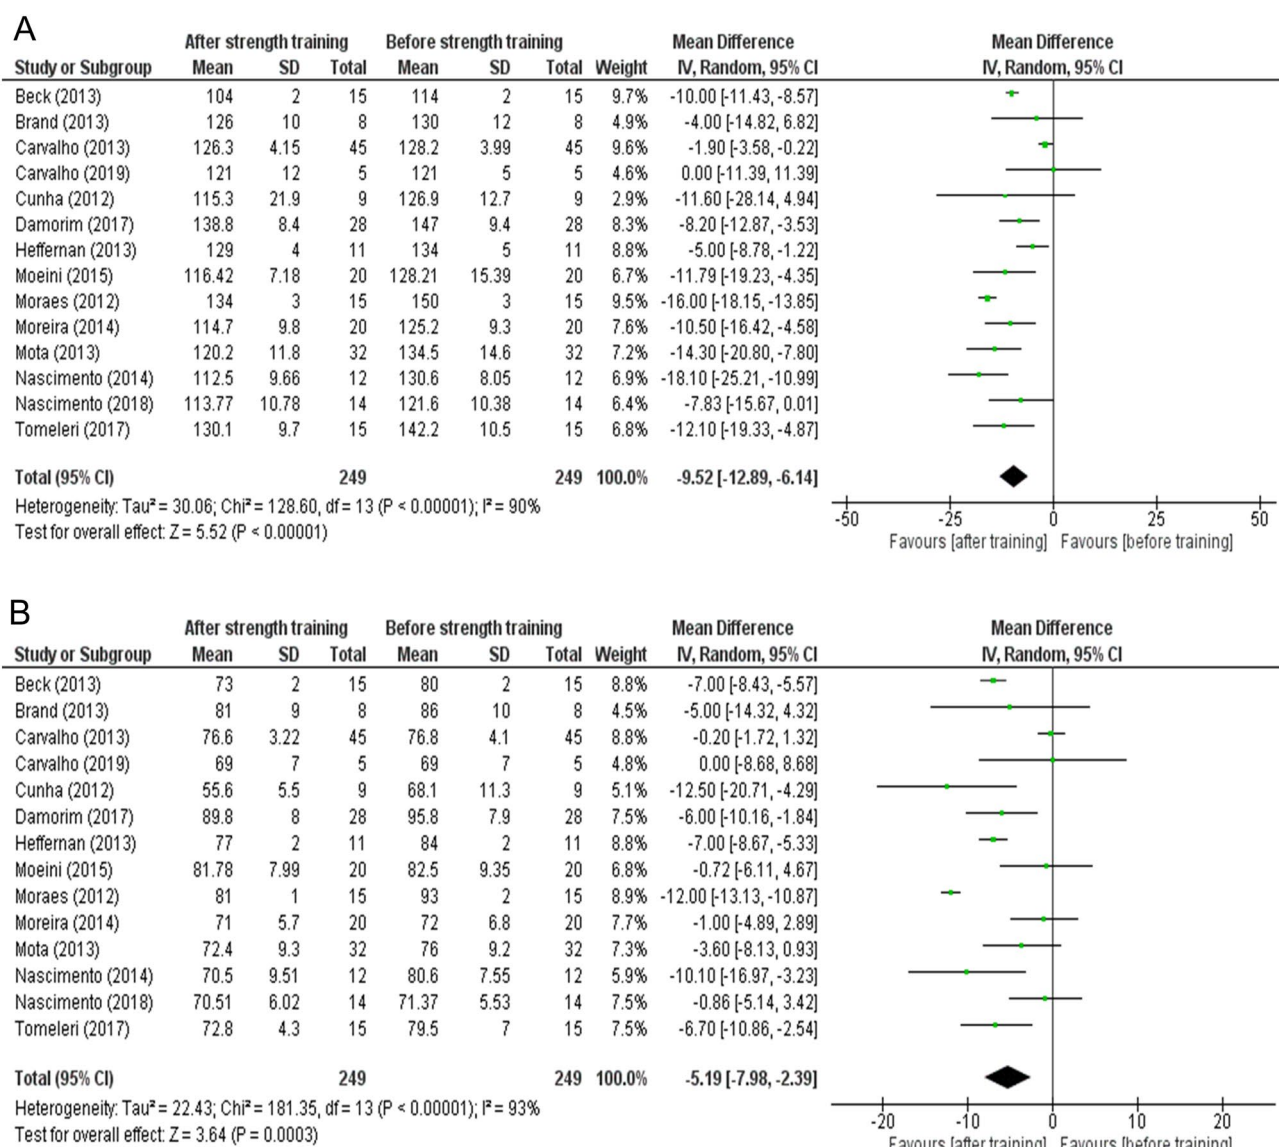 A
After strength training Before strength training Mean Difference Mean Difference
Study or Subgroup Mean SD Total Mean SD Total Weight IV, Random, 95% CI IV, Random, 95% CI
Beck (2013) 104 2 15 114 2 15 9.7% -10.00 [-11.43, -8.57]
Brand (2013) 126 10 8 130 12 8 4.9% -4.00 [-14.82, 6.82]
Carvalho (2013) 126.3 4.15 45 128.2 3.99 45 9.6% -1.90 [-3.58, -0.22]
Carvalho (2019) 121 12 5 121 5 5 4.6% 0.00 [-11.39, 11.39]
Cunha (2012) 115.3 21.9 9 126.9 12.7 9 2.9% -11.60 [-28.14, 4.94]
Damorim (2017) 138.8 8.4 28 147 9.4 28 8.3% -8.20 [-12.87, -3.53]
Heffernan (2013) 129 4 11 134 5 11 8.8% -5.00 [-8.78, -1.22]
Moeini (2015) 116.42 7.18 20 128.21 15.39 20 6.7% -11.79 [-19.23, -4.35]
Moraes (2012) 134 3 15 150 3 15 9.5% -16.00 [-18.15, -13.85]
Moreira (2014) 114.7 9.8 20 125.2 9.3 20 7.6% -10.50 [-16.42, -4.58]
Mota (2013) 120.2 11.8 32 134.5 14.6 32 7.2% -14.30 [-20.80, -7.80]
Nascimento (2014) 112.5 9.66 12 130.6 8.05 12 6.9% -18.10 [-25.21, -10.99]
Nascimento (2018) 113.77 10.78 14 121.6 10.38 14 6.4% -7.83 [-15.67, 0.01]
Tomeleri (2017) 130.1 9.7 15 142.2 10.5 15 6.8% -12.10 [-19.33, -4.87]
Total (95% CI) 249 249 100.0% -9.52 [-12.89, -6.14]
Heterogeneity: Tau² = 30.06; Chi² = 128.60, df = 13 (P < 0.00001); I² = 90%
Test for overall effect: Z = 5.52 (P < 0.00001)
-50 -25 0 25 50
Favours [after training] Favours [before training]
B
After strength training Before strength training Mean Difference Mean Difference
Study or Subgroup Mean SD Total Mean SD Total Weight IV, Random, 95% CI IV, Random, 95% CI
Beck (2013) 73 2 15 80 2 15 8.8% -7.00 [-8.43, -5.57]
Brand (2013) 81 9 8 86 10 8 4.5% -5.00 [-14.32, 4.32]
Carvalho (2013) 76.6 3.22 45 76.8 4.1 45 8.8% -0.20 [-1.72, 1.32]
Carvalho (2019) 69 7 5 69 7 5 4.8% 0.00 [-8.68, 8.68]
Cunha (2012) 55.6 5.5 9 68.1 11.3 9 5.1% -12.50 [-20.71, -4.29]
Damorim (2017) 89.8 8 28 95.8 7.9 28 7.5% -6.00 [-10.16, -1.84]
Heffernan (2013) 77 2 11 84 2 11 8.8% -7.00 [-8.67, -5.33]
Moeini (2015) 81.78 7.99 20 82.5 9.35 20 6.8% -0.72 [-6.11, 4.67]
Moraes (2012) 81 1 15 93 2 15 8.9% -12.00 [-13.13, -10.87]
Moreira (2014) 71 5.7 20 72 6.8 20 7.7% -1.00 [-4.89, 2.89]
Mota (2013) 72.4 9.3 32 76 9.2 32 7.3% -3.60 [-8.13, 0.93]
Nascimento (2014) 70.5 9.51 12 80.6 7.55 12 5.9% -10.10 [-16.97, -3.23]
Nascimento (2018) 70.51 6.02 14 71.37 5.53 14 7.5% -0.86 [-5.14, 3.42]
Tomeleri (2017) 72.8 4.3 15 79.5 7 15 7.5% -6.70 [-10.86, -2.54]
Total (95% CI) 249 249 100.0% -5.19 [-7.98, -2.39]
Heterogeneity: Tau² = 22.43; Chi² = 181.35, df = 13 (P < 0.00001); I² = 93%
Test for overall effect: Z = 3.64 (P = 0.0003)
-20 -10 0 10 20
Favours [after training] Favours [before training]